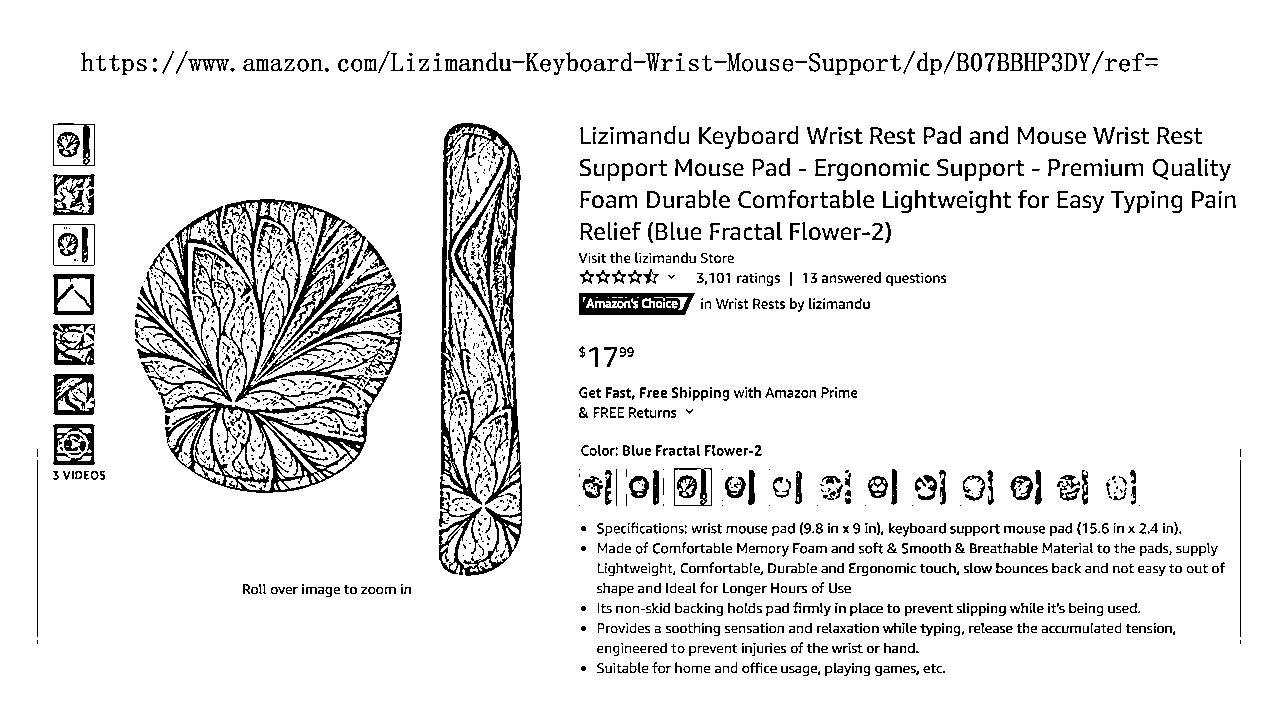 https://www.amazon.com/Lizimandu-Keyboard-Wrist-Mouse-Support/dp/B07BBHP3DY/ref=
Lizimandu Keyboard Wrist Rest Pad and Mouse Wrist Rest
Support Mouse Pad - Ergonomic Support - Premium Quality
Foam Durable Comfortable Lightweight for Easy Typing Pain
Relief (Blue Fractal Flower-2)
Visit the lizimandu Store
3,101 ratings | 13 answered questions
Amazon's Choice in Wrist Rests by lizimandu
$17.99
Get Fast, Free Shipping with Amazon Prime
& FREE Returns
Color: Blue Fractal Flower-2
3 VIDEOS
Roll over image to zoom in
• Specifications: wrist mouse pad (9.8 in x 9 in), keyboard support mouse pad (15.6 in x 2.4 in).
• Made of Comfortable Memory Foam and soft & Smooth & Breathable Material to the pads, supply
Lightweight, Comfortable, Durable and Ergonomic touch, slow bounces back and not easy to out of
shape and Ideal for Longer Hours of Use
• Its non-skid backing holds pad firmly in place to prevent slipping while it's being used.
• Provides a soothing sensation and relaxation while typing, release the accumulated tension,
engineered to prevent injuries of the wrist or hand.
• Suitable for home and office usage, playing games, etc.